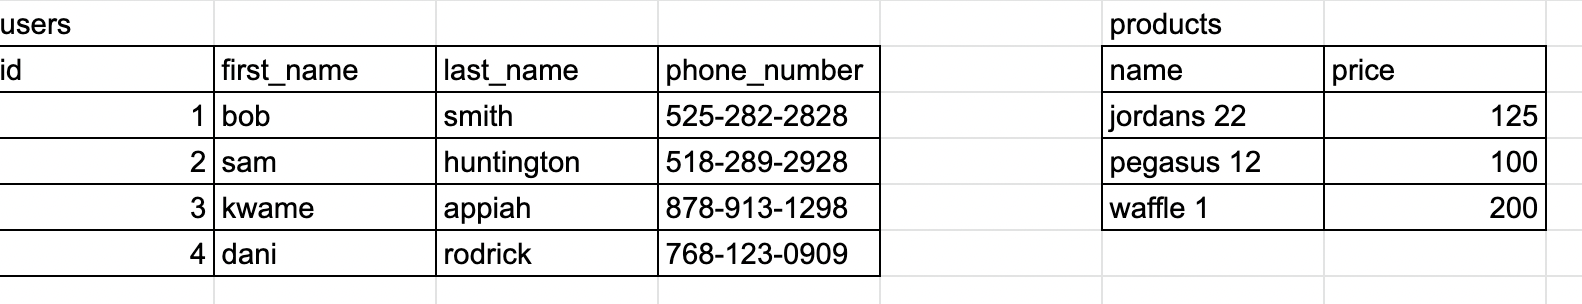 users products
id first_name last_name phone_number name price
1 bob smith 525-282-2828 jordans 22 125
2 sam huntington 518-289-2928 pegasus 12 100
3 kwame appiah 878-913-1298 waffle 1 200
4 dani rodrick 768-123-0909